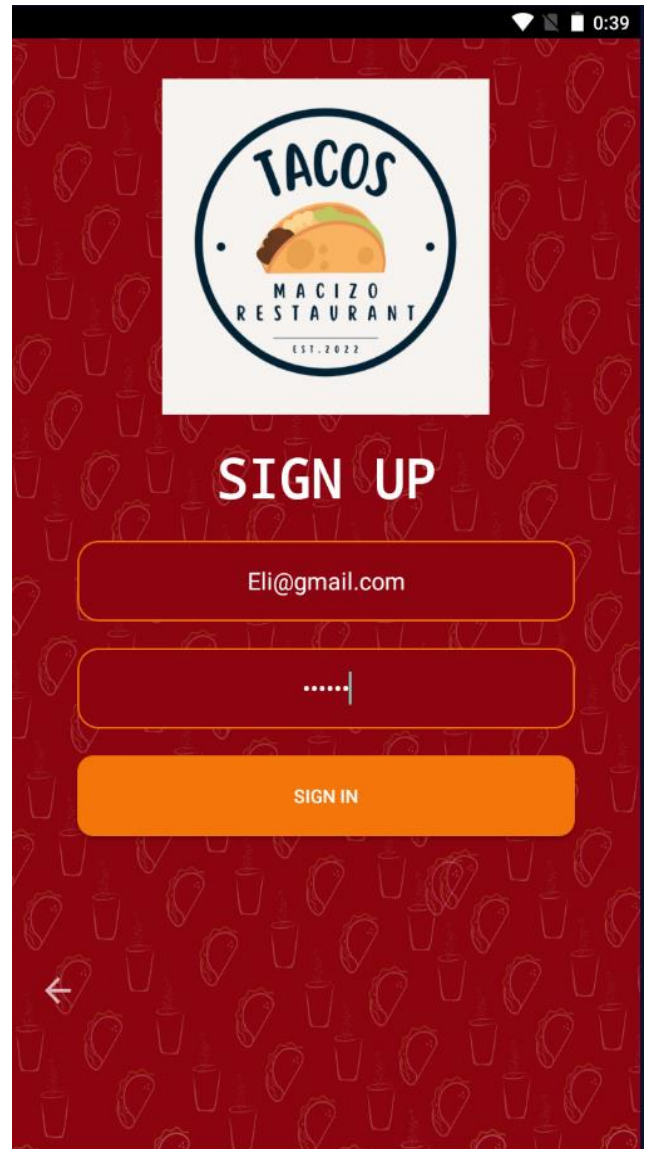 0:39
TACOS
MACIZO
RESTAURANT
EST.2022
SIGN UP
Eli@gmail.com
••••••
SIGN IN